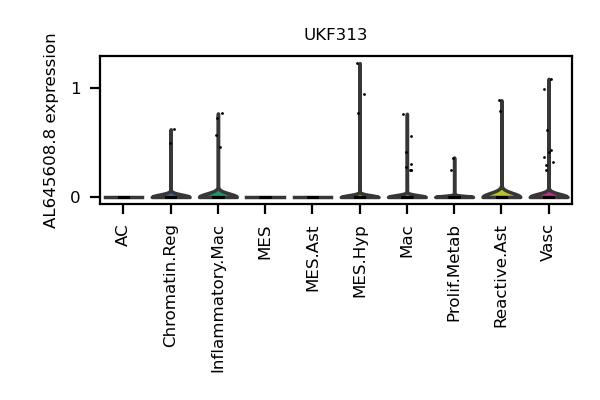 UKF313
AL645608.8 expression
1
0
AC
Chromatin.Reg
Inflammatory.Mac
MES
MES.Ast
MES.Hyp
Mac
Prolif.Metab
Reactive.Ast
Vasc